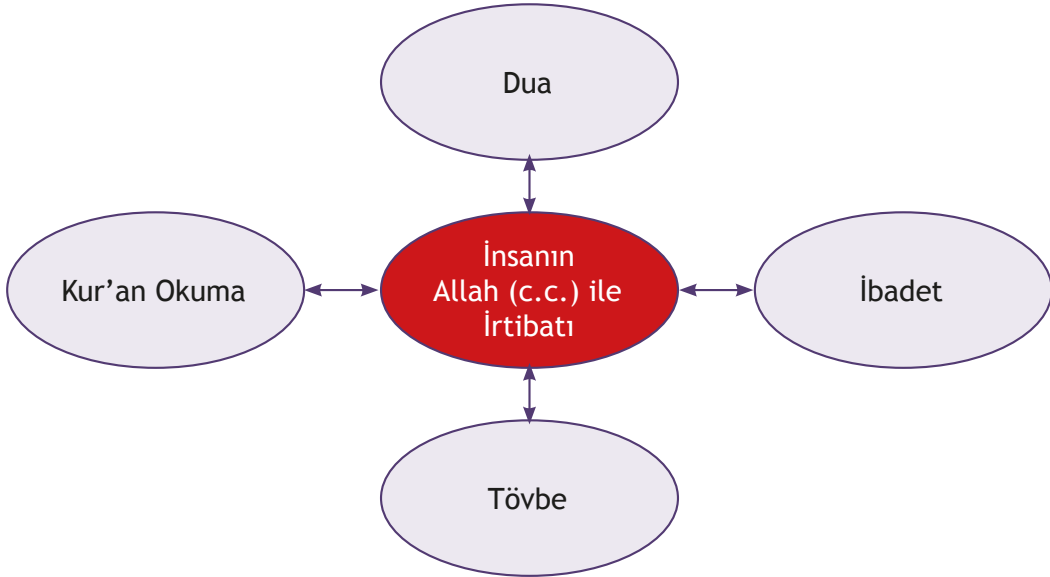 Dua
Kur’an Okuma
İnsanın
Allah (c.c.) ile
İrtibatı
İbadet
Tövbe